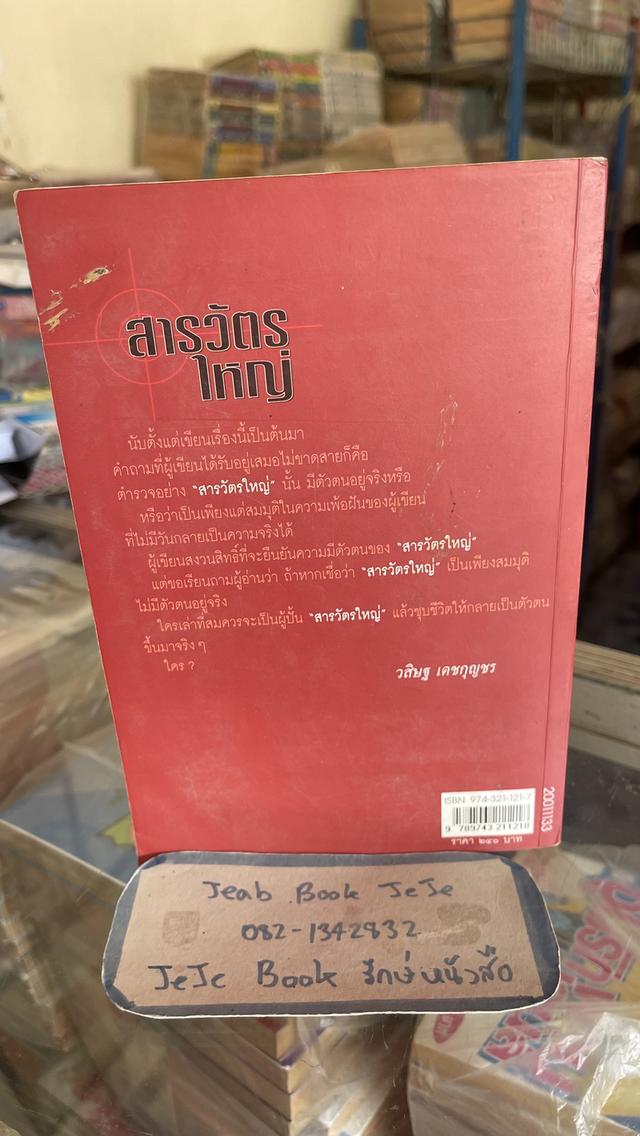 สารวัตร
ใหญ่
นับตั้งแต่เขียนเรื่องนี้เป็นต้นมา
คำถามที่ผู้เขียนได้รับอยู่เสมอไม่ขาดสายก็คือ
ตำรวจอย่าง "สารวัตรใหญ่" นั้น มีตัวตนอยู่จริงหรือ
หรือว่าเป็นเพียงแต่สมมุติในความเพ้อฝันของผู้เขียน
ที่ไม่มีวันกลายเป็นความจริงได้
ผู้เขียนสงวนสิทธิ์ที่จะยืนยันความมีตัวตนของ "สารวัตรใหญ่"
แต่ขอเรียนถามผู้อ่านว่า ถ้าหากเชื่อว่า "สารวัตรใหญ่" เป็นเพียงสมมุติ
ไม่มีตัวตนอยู่จริง
ใครเล่าที่สมควรจะเป็นผู้ปั้น "สารวัตรใหญ่" แล้วชุบชีวิตให้กลายเป็นตัวตน
ขึ้นมาจริง ๆ
ใคร ?
วสิษฐ เดชกุญชร
ISBN 974-321-121-7
9 789743 211218
ราคา ๒๔๐ บาท
20011133
Jeab Book JeJe
082-1342832
JeJe Book รักษ์หนังสือ